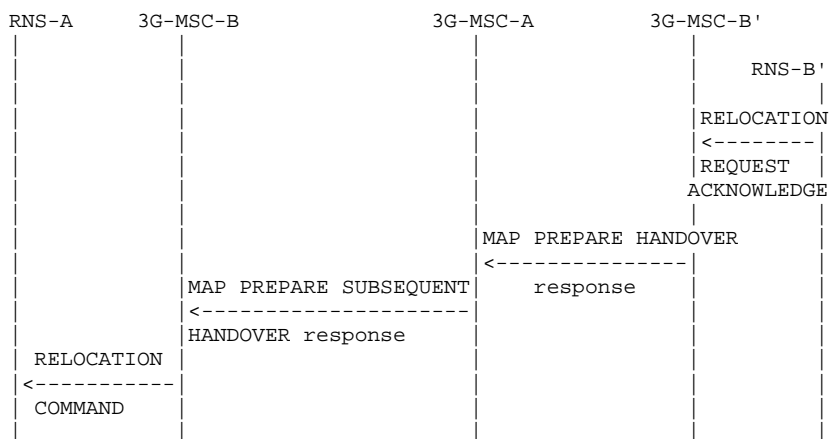 RNS-A 3G-MSC-B 3G-MSC-A 3G-MSC-B'
RNS-B'
RELOCATION
REQUEST
ACKNOWLEDGE
MAP PREPARE HANDOVER
response
MAP PREPARE SUBSEQUENT
HANDOVER response
RELOCATION
COMMAND